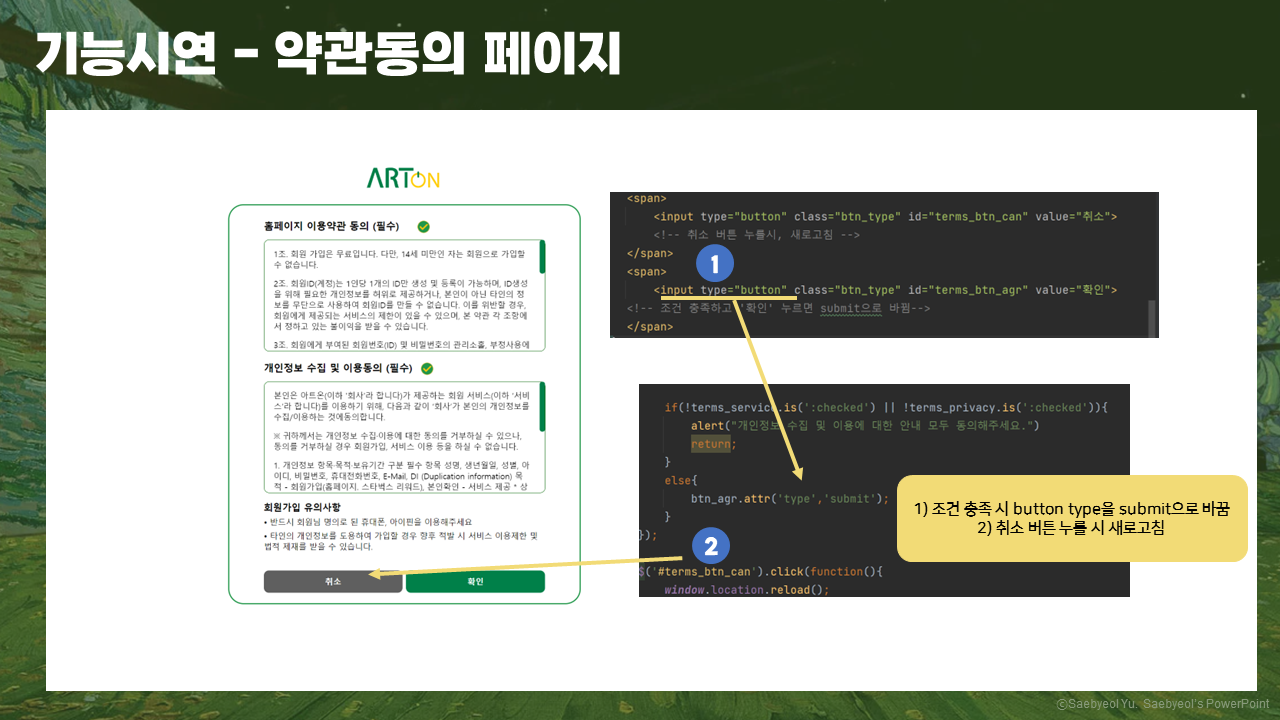 기능시연 - 약관동의 페이지
ARTON
홈페이지 이용약관 동의 (필수)
1조. 회원 가입은 무료입니다. 다만, 14세 미만인 자는 회원으로 가입할
수 없습니다.
2조. 회원ID(계정)는 1인당 1개의 ID만 생성 및 등록이 가능하며, ID생성
을 위해 필요한 개인정보를 허위로 제공하거나, 본인이 아닌 타인의 정
보를 무단으로 사용하여 회원ID를 만들 수 없습니다. 이를 위반할 경우,
회원에게 제공되는 서비스의 제한이 있을 수 있으며, 본 약관 각 조항에
서 정하고 있는 불이익을 받을 수 있습니다.
3조. 회원에게 부여된 회원번호(ID) 및 비밀번호의 관리소홀, 부정사용에
개인정보 수집 및 이용동의 (필수)
본인은 아트온(이하 '회사'라 합니다)가 제공하는 회원 서비스(이하 '서비
스'라 합니다)를 이용하기 위해, 다음과 같이 '회사'가 본인의 개인정보를
수집/이용하는 것에동의합니다.
※ 귀하께서는 개인정보 수집·이용에 대한 동의를 거부하실 수 있으나,
동의를 거부하실 경우 회원가입, 서비스 이용 등을 하실 수 없습니다.
1. 개인정보 항목·목적·보유기간 구분 필수 항목 성명, 생년월일, 성별, 아
이디, 비밀번호, 휴대전화번호, E-Mail, DI (Duplication information) 목
적 - 회원가입(홈페이지, 스타벅스 리워드), 본인확인 - 서비스 제공 * 상
회원가입 유의사항
• 반드시 회원님 명의로 된 휴대폰, 아이핀을 이용해주세요
• 타인의 개인정보를 도용하여 가입할 경우 향후 적발 시 서비스 이용제한 및
법적 제재를 받을 수 있습니다.
취소
확인
<span>
<input type="button" class="btn_type" id="terms_btn_can" value="취소">
<!-- 취소 버튼 누를시, 새로고침 -->
</span>
<span>
1
<input type="button" class="btn_type" id="terms_btn_agr" value="확인">
<!-- 조건 충족하고 '확인' 누르면 submit으로 바뀜-->
</span>
if(!terms_service.is(':checked') || !terms_privacy.is(':checked')){
alert("개인정보 수집 및 이용에 대한 안내 모두 동의해주세요.")
return;
}
else{
btn_agr.attr('type','submit');
}
});
2
$('#terms_btn_can').click(function(){
window.location.reload();
1) 조건 충족 시 button type을 submit으로 바꿈
2) 취소 버튼 누를 시 새로고침
ⓒSaebyeol Yu. Saebyeol's PowerPoint